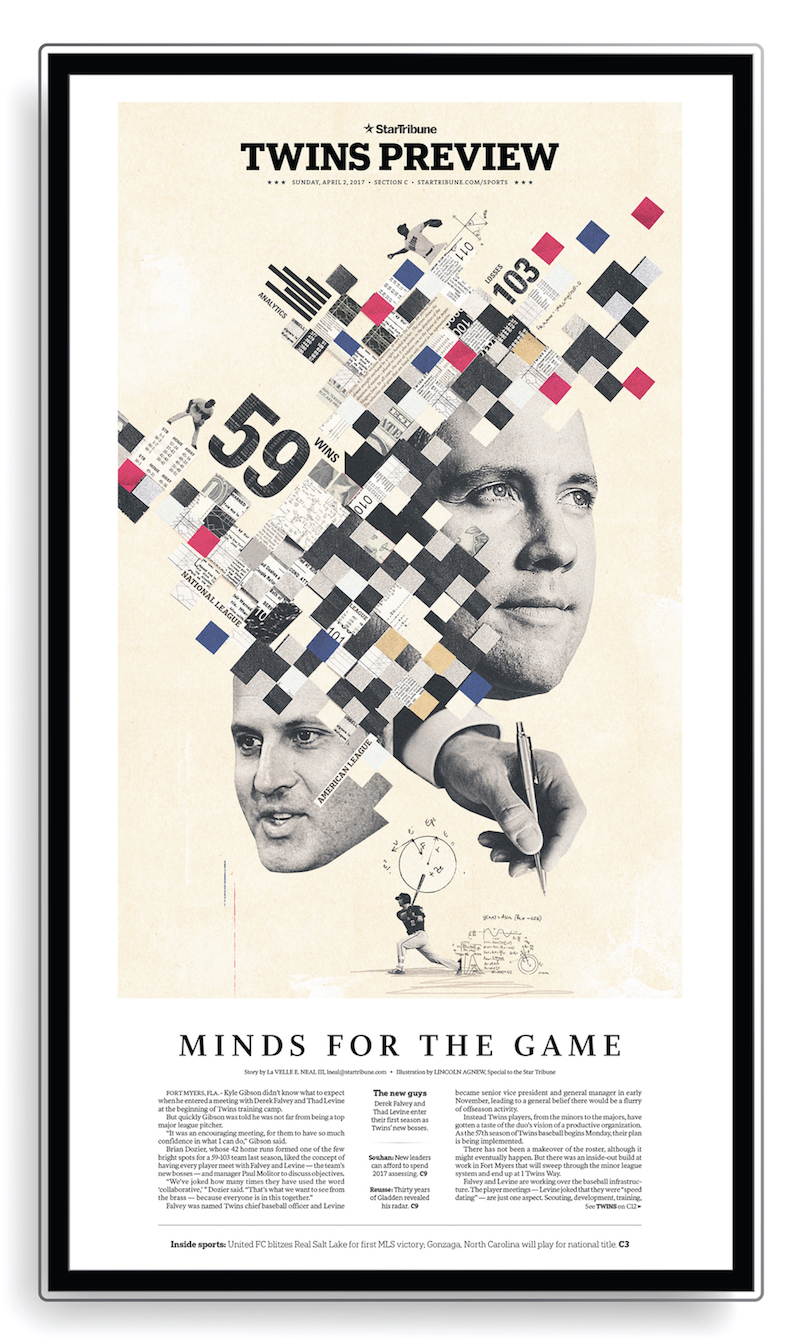 StarTribune
TWINS PREVIEW
★ ★ ★ SUNDAY, APRIL 2, 2017 • SECTION C • STARTRIBUNE.COM/SPORTS ★ ★ ★
011
LOSSES
103
ANALYTICS
001
59
WINS
010
NATIONAL LEAGUE
LEAGUE
101
AMERICAN LEAGUE
MINDS FOR THE GAME
Story by La VELLE E. NEAL III, lneal@startribune.com • Illustration by LINCOLN AGNEW, Special to the Star Tribune
FORT MYERS, FLA. – Kyle Gibson didn’t know what to expect
when he entered a meeting with Derek Falvey and Thad Levine
at the beginning of Twins training camp.
But quickly Gibson was told he was not far from being a top
major league pitcher.
“It was an encouraging meeting, for them to have so much
confidence in what I can do,” Gibson said.
Brian Dozier, whose 42 home runs formed one of the few
bright spots for a 59-103 team last season, liked the concept of
having every player meet with Falvey and Levine — the team’s
new bosses — and manager Paul Molitor to discuss objectives.
“We’ve joked how many times have they used the word
‘collaborative,’ ” Dozier said. “That’s what we want to see from
the brass — because everyone is in this together.”
Falvey was named Twins chief baseball officer and Levine
The new guys
Derek Falvey and
Thad Levine enter
their first season as
Twins’ new bosses.
Souhan: New leaders
can afford to spend
2017 assessing. C9
Reusse: Thirty years
of Gladden revealed
his radar. C9
became senior vice president and general manager in early
November, leading to a general belief there would be a flurry
of offseason activity.
Instead Twins players, from the minors to the majors, have
gotten a taste of the duo’s vision of a productive organization.
As the 57th season of Twins baseball begins Monday, their plan
is being implemented.
There has not been a makeover of the roster, although it
might eventually happen. But there was an inside-out build at
work in Fort Myers that will sweep through the minor league
system and end up at 1 Twins Way.
Falvey and Levine are working over the baseball infrastruc-
ture. The player meetings — Levine joked that they were “speed
dating” — are just one aspect. Scouting, development, training,
See TWINS on C12 ►
Inside sports: United FC blitzes Real Salt Lake for first MLS victory; Gonzaga, North Carolina will play for national title. C3